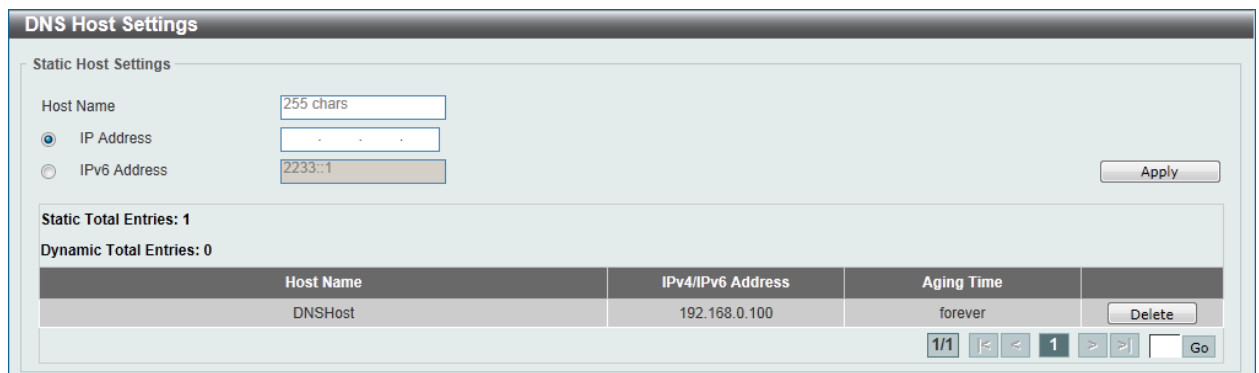 DNS Host Settings
Static Host Settings
Host Name 255 chars
IP Address . . .
IPv6 Address 2233::1 Apply
Static Total Entries: 1
Dynamic Total Entries: 0
Host Name IPv4/IPv6 Address Aging Time
DNSHost 192.168.0.100 forever Delete
1/1 |< < 1 > >| Go